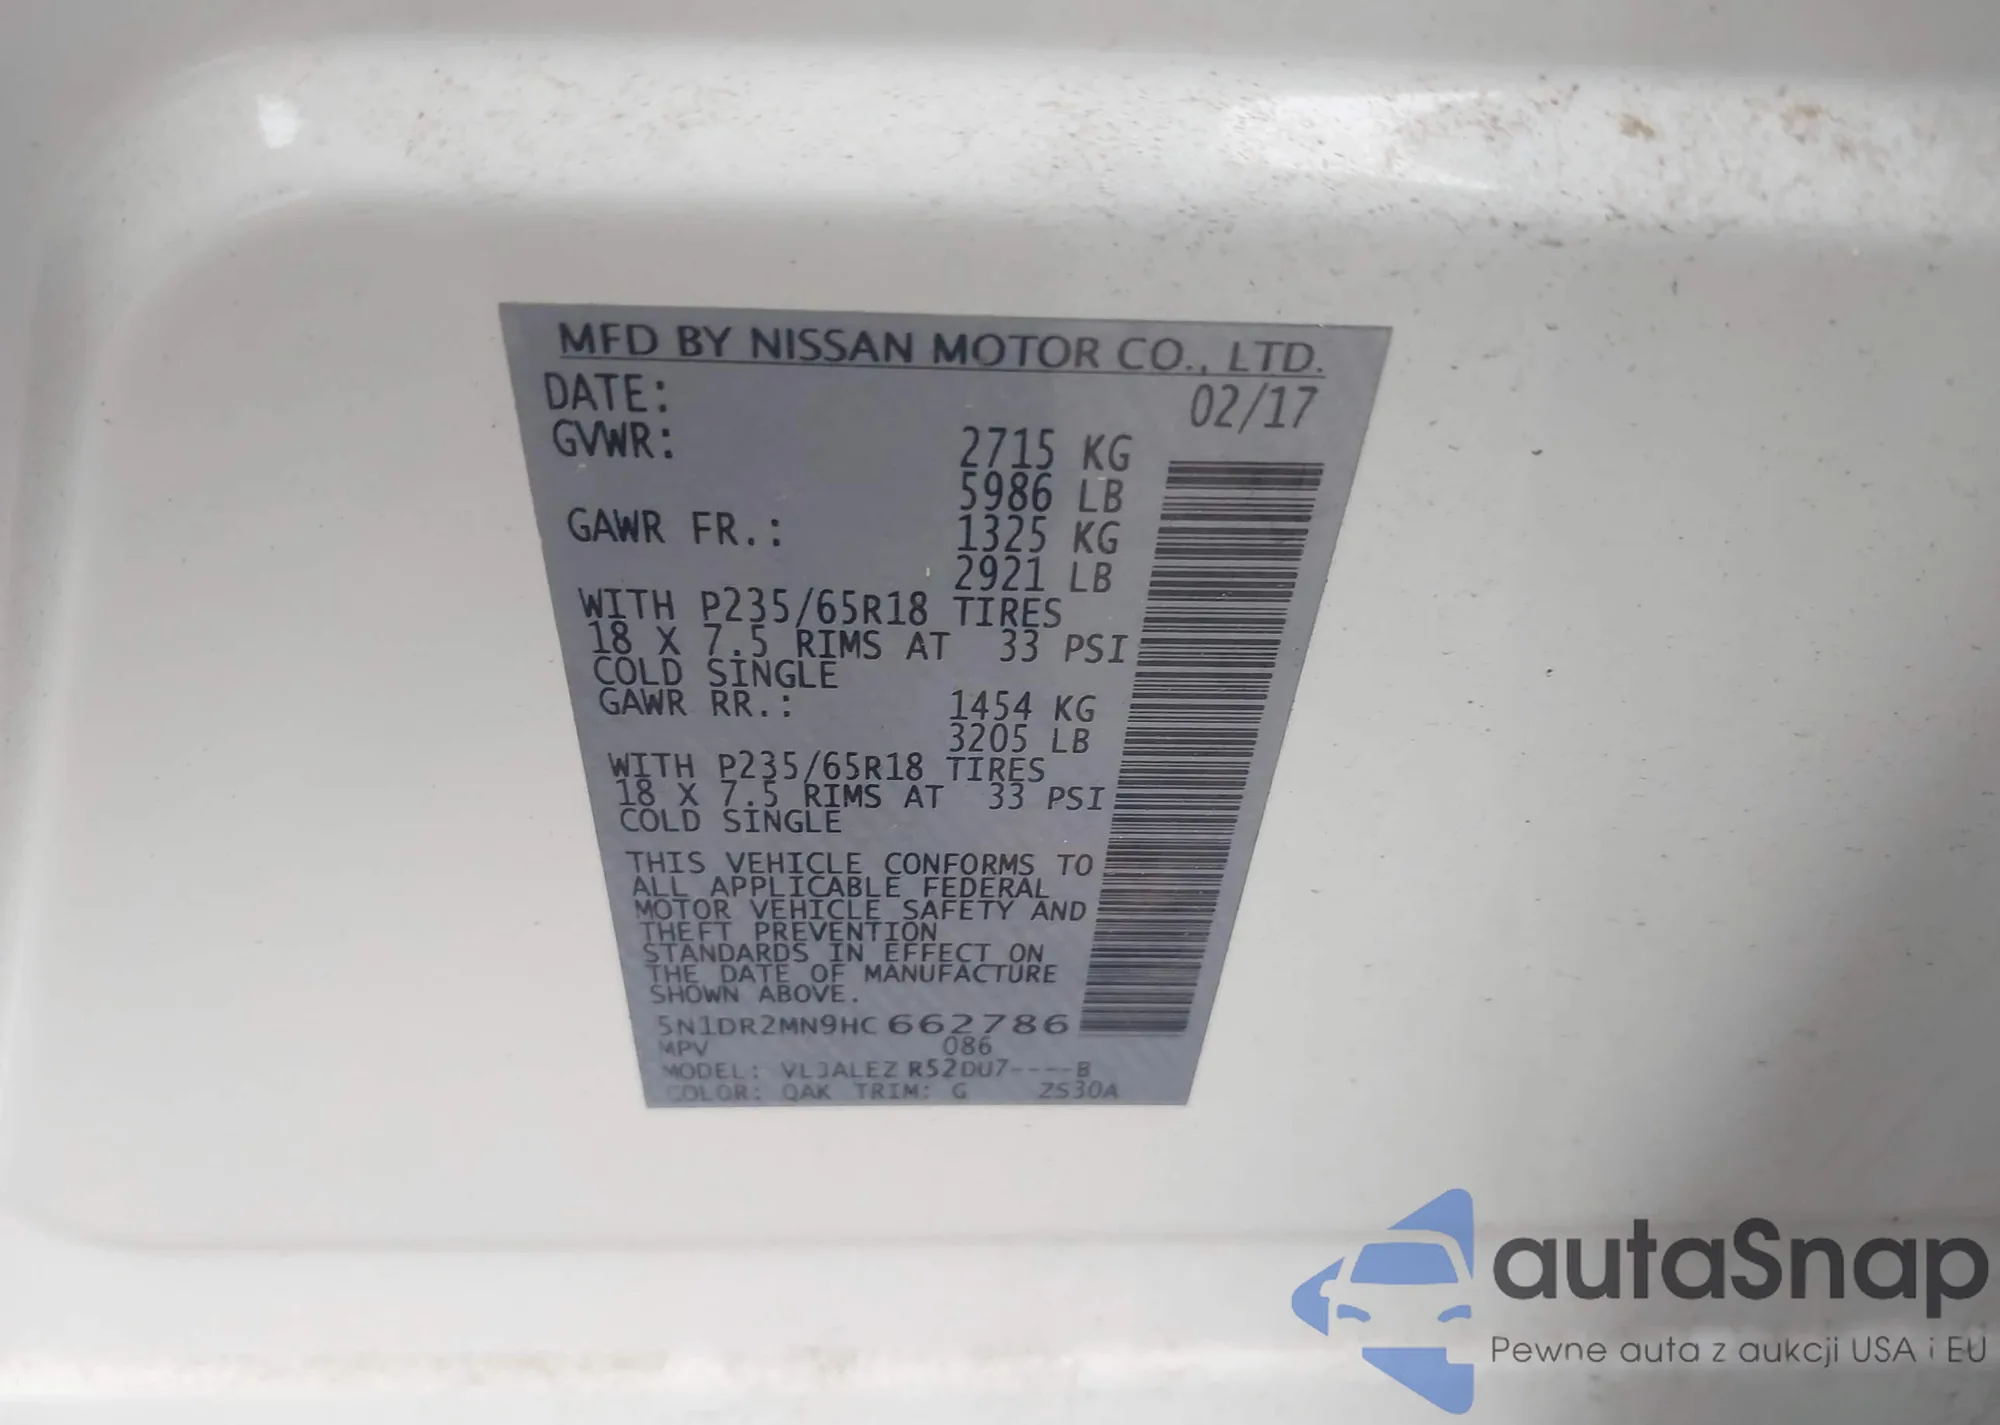 MFD BY NISSAN MOTOR CO., LTD.
DATE: 02/17
GVWR: 2715 KG
5986 LB
GAWR FR.: 1325 KG
2921 LB
WITH P235/65R18 TIRES
18 X 7.5 RIMS AT 33 PSI
COLD SINGLE
GAWR RR.: 1454 KG
3205 LB
WITH P235/65R18 TIRES
18 X 7.5 RIMS AT 33 PSI
COLD SINGLE
THIS VEHICLE CONFORMS TO
ALL APPLICABLE FEDERAL
MOTOR VEHICLE SAFETY AND
THEFT PREVENTION
STANDARDS IN EFFECT ON
THE DATE OF MANUFACTURE
SHOWN ABOVE.
5N1DR2MN9HC662786
MPV 086
MODEL: VLJALEZ R52DU7----B
COLOR: QAK TRIM: G ZS30A
autaSnap
Pewne auta z aukcji USA i EU